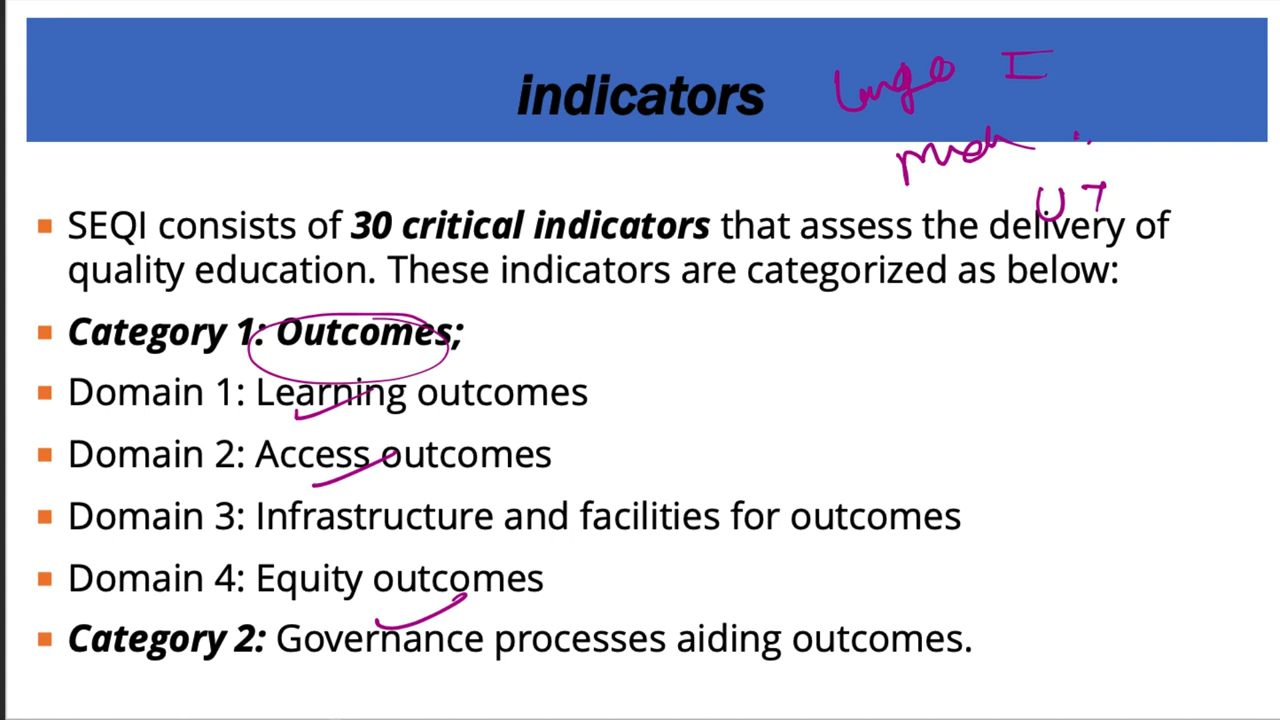 indicators
SEQI consists of 30 critical indicators that assess the delivery of
quality education. These indicators are categorized as below:
Category 1: Outcomes;
Domain 1: Learning outcomes
Domain 2: Access outcomes
Domain 3: Infrastructure and facilities for outcomes
Domain 4: Equity outcomes
Category 2: Governance processes aiding outcomes.